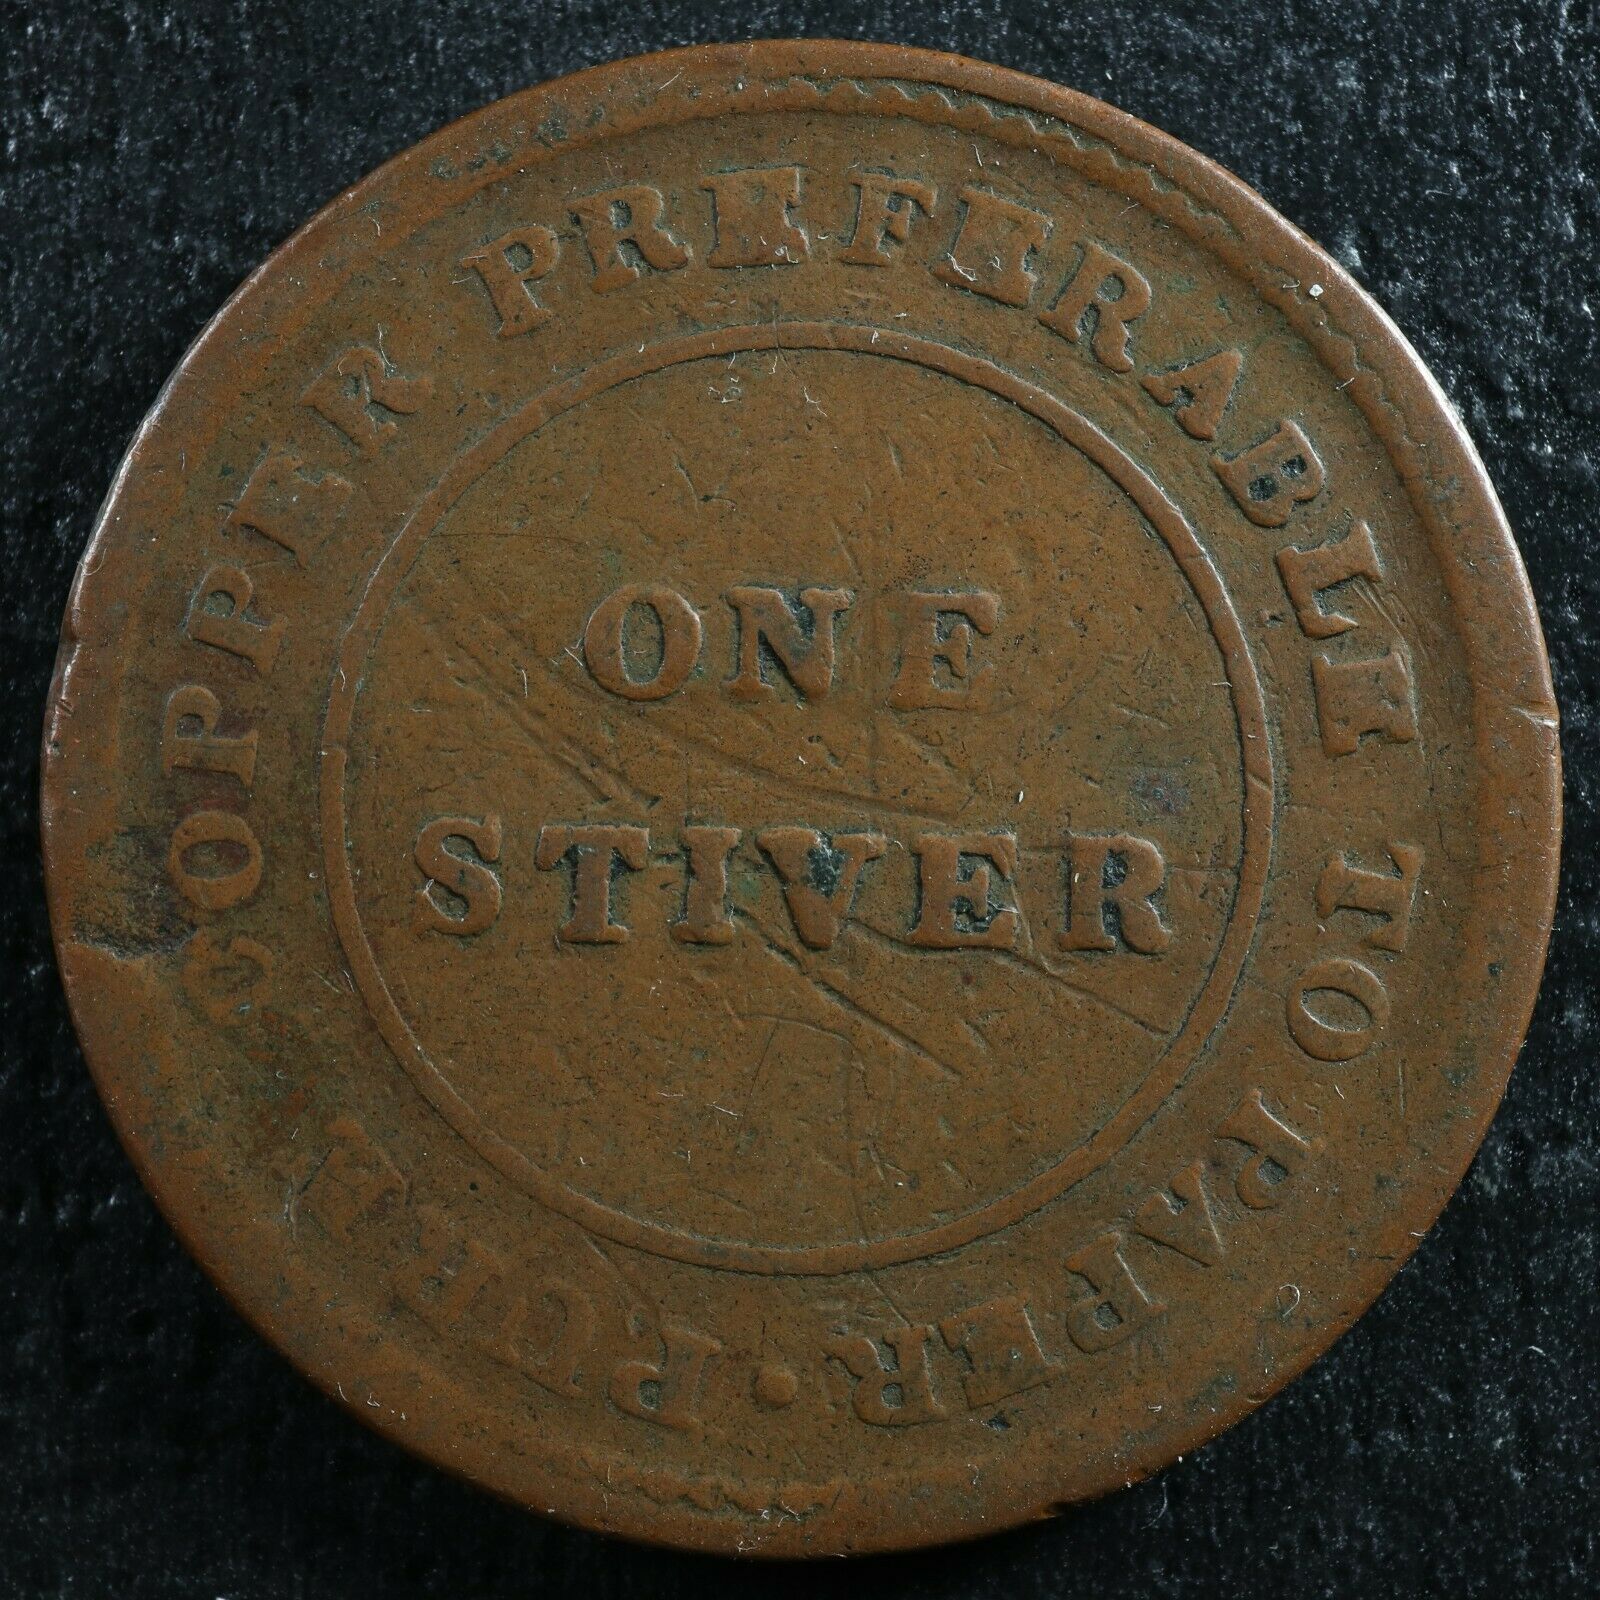 PURE COPPER PREFERABLE TO PAPER ·
ONE
STIVER